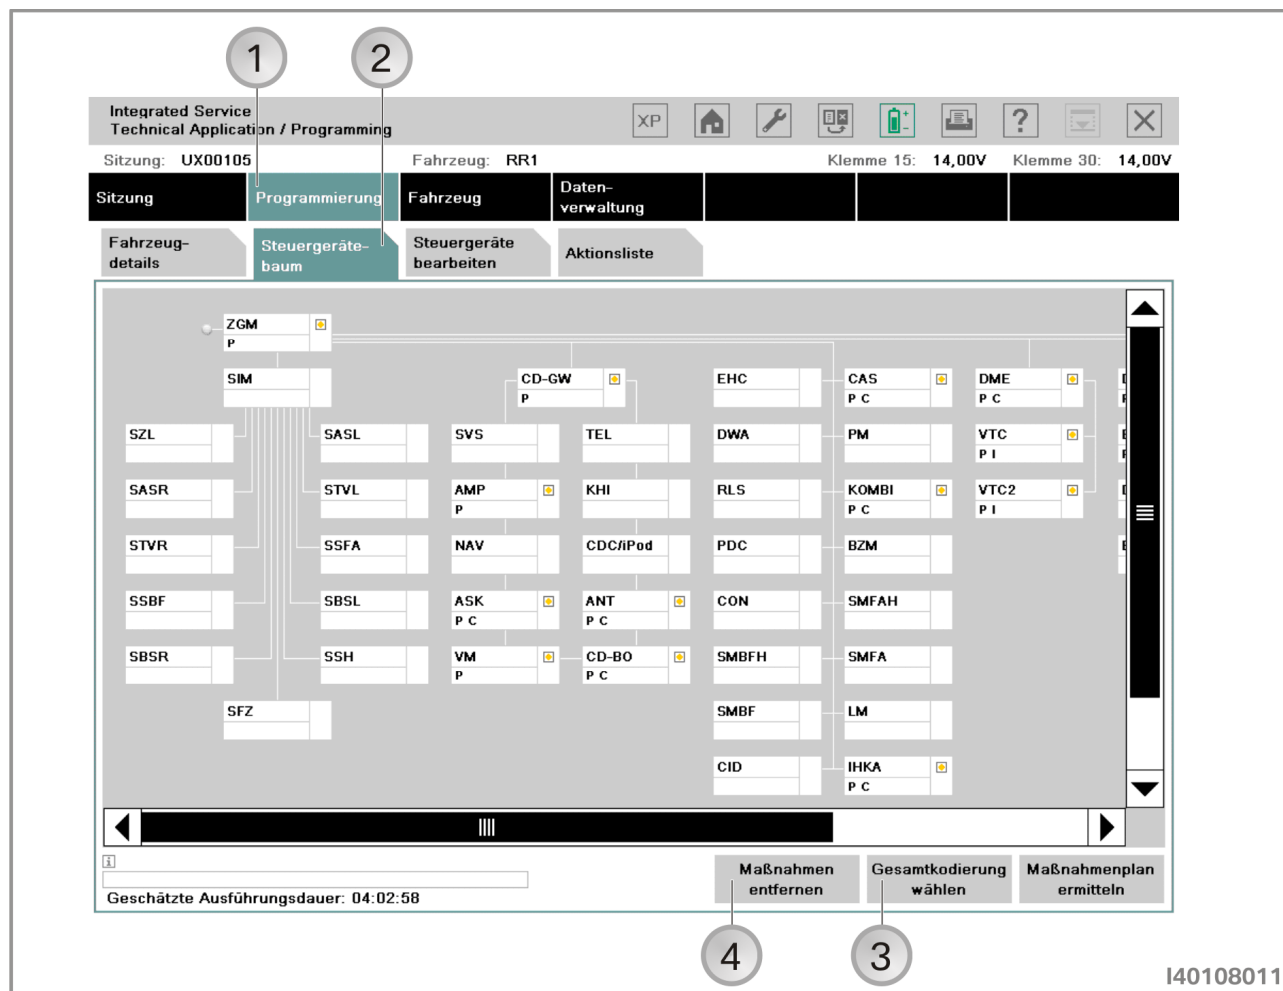 1
2
Integrated Service
Technical Application / Programming
XP
?
Sitzung: UX00105
Fahrzeug: RR1
Klemme 15: 14,00V
Klemme 30: 14,00V
Sitzung
Programmierung
Fahrzeug
Daten-
verwaltung
Fahrzeug-
details
Steuergeräte-
baum
Steuergeräte
bearbeiten
Aktionsliste
ZGM
P
SIM
CD-GW
P
EHC
CAS
P C
DME
P C
SZL
SASL
SVS
TEL
DWA
PM
VTC
P I
SASR
STVL
AMP
P
KHI
RLS
KOMBI
P C
VTC2
P I
STVR
SSFA
NAV
CDC/iPod
PDC
BZM
SSBF
SBSL
ASK
P C
ANT
P C
CON
SMFAH
SBSR
SSH
VM
P
CD-BO
P C
SMBFH
SMFA
SFZ
SMBF
LM
CID
IHKA
P C
i
Geschätzte Ausführungsdauer: 04:02:58
Maßnahmen
entfernen
Gesamtkodierung
wählen
Maßnahmenplan
ermitteln
4
3
I40108011